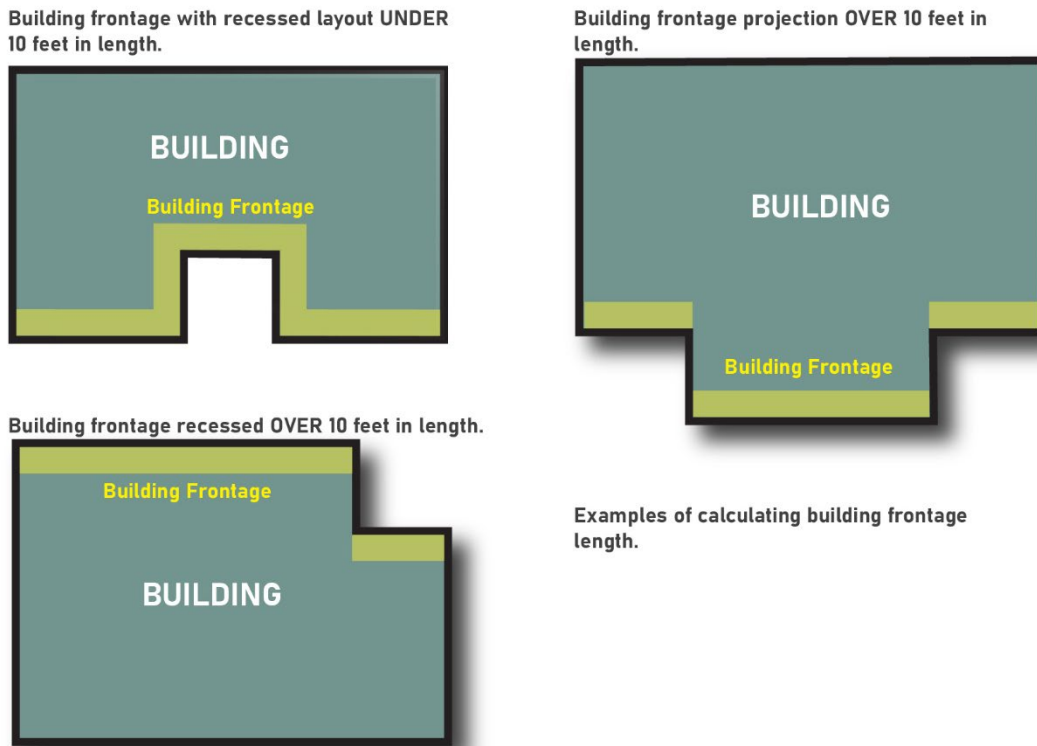 Building frontage with recessed layout UNDER
10 feet in length.
BUILDING
Building Frontage
Building frontage projection OVER 10 feet in
length.
BUILDING
Building Frontage
Building frontage recessed OVER 10 feet in length.
Building Frontage
BUILDING
Examples of calculating building frontage
length.